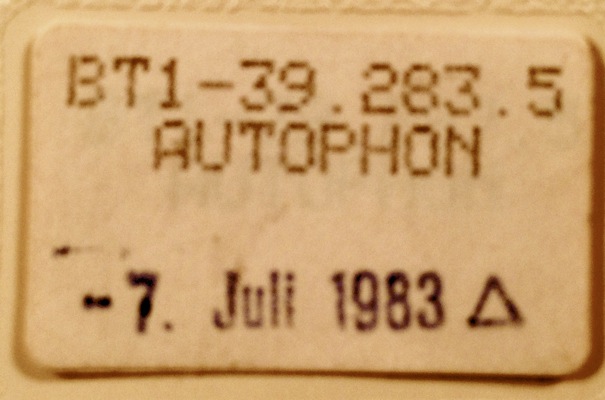 BT1-39.283.5
AUTOPHON
-7. Juli 1983 △